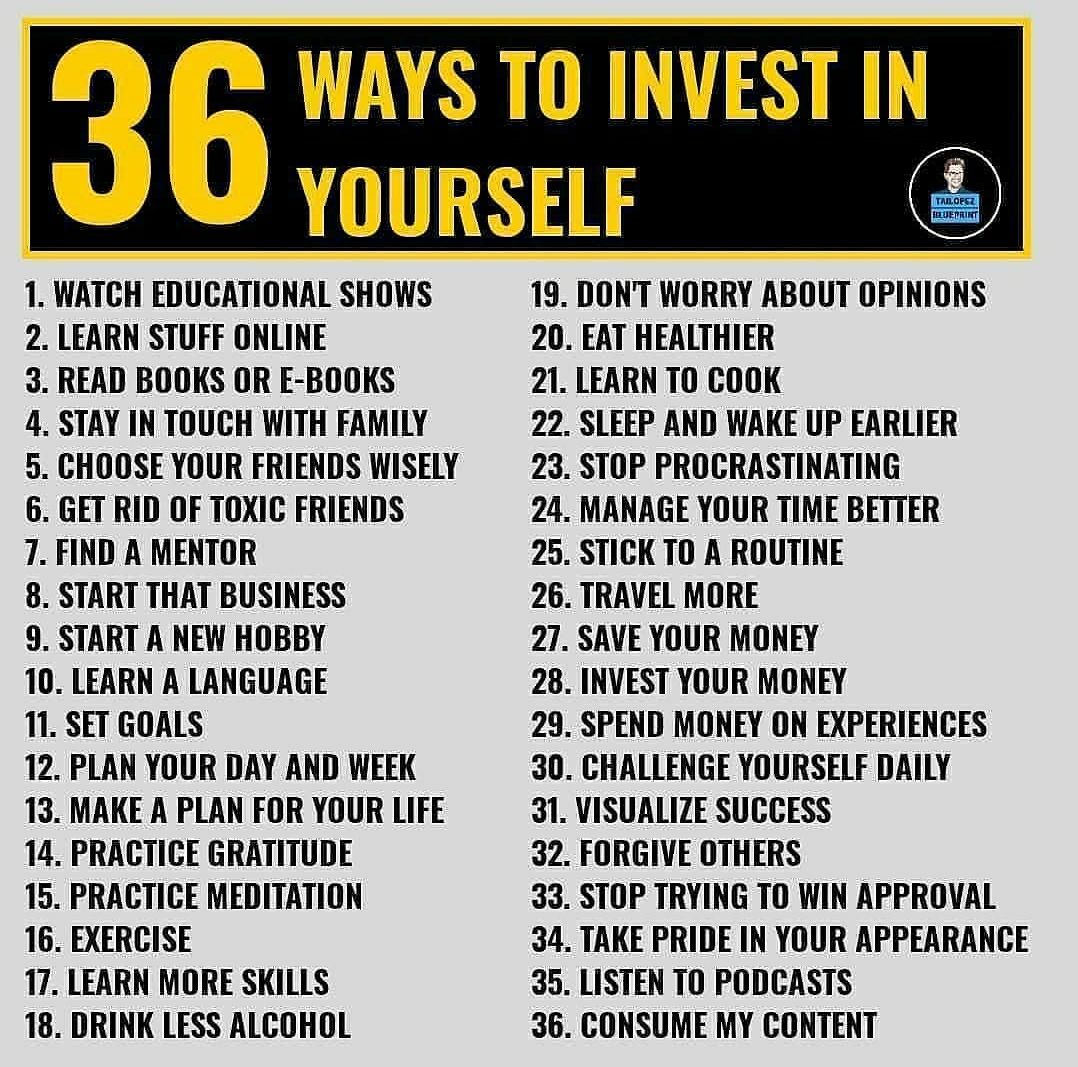 36
WAYS TO INVEST IN
YOURSELF
TAILOPEZ
BLUEPRINT
1. WATCH EDUCATIONAL SHOWS
2. LEARN STUFF ONLINE
3. READ BOOKS OR E-BOOKS
4. STAY IN TOUCH WITH FAMILY
5. CHOOSE YOUR FRIENDS WISELY
6. GET RID OF TOXIC FRIENDS
7. FIND A MENTOR
8. START THAT BUSINESS
9. START A NEW HOBBY
10. LEARN A LANGUAGE
11. SET GOALS
12. PLAN YOUR DAY AND WEEK
13. MAKE A PLAN FOR YOUR LIFE
14. PRACTICE GRATITUDE
15. PRACTICE MEDITATION
16. EXERCISE
17. LEARN MORE SKILLS
18. DRINK LESS ALCOHOL
19. DON'T WORRY ABOUT OPINIONS
20. EAT HEALTHIER
21. LEARN TO COOK
22. SLEEP AND WAKE UP EARLIER
23. STOP PROCRASTINATING
24. MANAGE YOUR TIME BETTER
25. STICK TO A ROUTINE
26. TRAVEL MORE
27. SAVE YOUR MONEY
28. INVEST YOUR MONEY
29. SPEND MONEY ON EXPERIENCES
30. CHALLENGE YOURSELF DAILY
31. VISUALIZE SUCCESS
32. FORGIVE OTHERS
33. STOP TRYING TO WIN APPROVAL
34. TAKE PRIDE IN YOUR APPEARANCE
35. LISTEN TO PODCASTS
36. CONSUME MY CONTENT